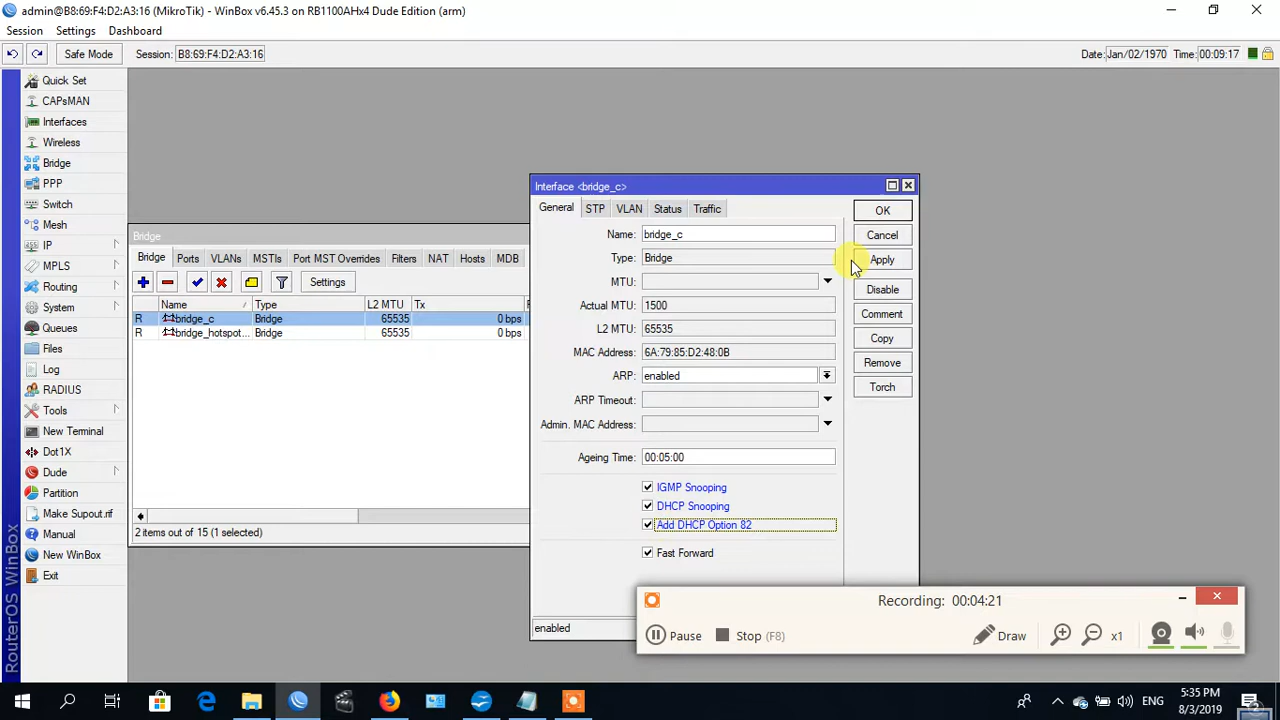 admin@B8:69:F4:D2:A3:16 (MikroTik) - WinBox v6.45.3 on RB1100AHx4 Dude Edition (arm)
Session Settings Dashboard
Safe Mode Session: B8:69:F4:D2:A3:16 Date: Jan/02/1970 Time: 00:09:17
Quick Set
CAPsMAN
Interfaces
Wireless
Bridge
PPP
Switch
Mesh
IP
MPLS
Routing
System
Queues
Files
Log
RADIUS
Tools
New Terminal
Dot1X
Dude
Partition
Make Supout.rif
Manual
New WinBox
Exit
RouterOS WinBox
Bridge
Bridge Ports VLANs MSTIs Port MST Overrides Filters NAT Hosts MDB
Settings
Name Type L2 MTU Tx
R bridge_c Bridge 65535 0 bps
R bridge_hotspot... Bridge 65535 0 bps
2 items out of 15 (1 selected)
Interface <bridge_c>
General STP VLAN Status Traffic
Name: bridge_c
Type: Bridge
MTU:
Actual MTU: 1500
L2 MTU: 65535
MAC Address: 6A:79:85:D2:48:0B
ARP: enabled
ARP Timeout:
Admin. MAC Address:
Ageing Time: 00:05:00
IGMP Snooping
DHCP Snooping
Add DHCP Option 82
Fast Forward
enabled
OK
Cancel
Apply
Disable
Comment
Copy
Remove
Torch
Recording: 00:04:21
Pause Stop (F8) Draw x1
ENG
5:35 PM
8/3/2019
2